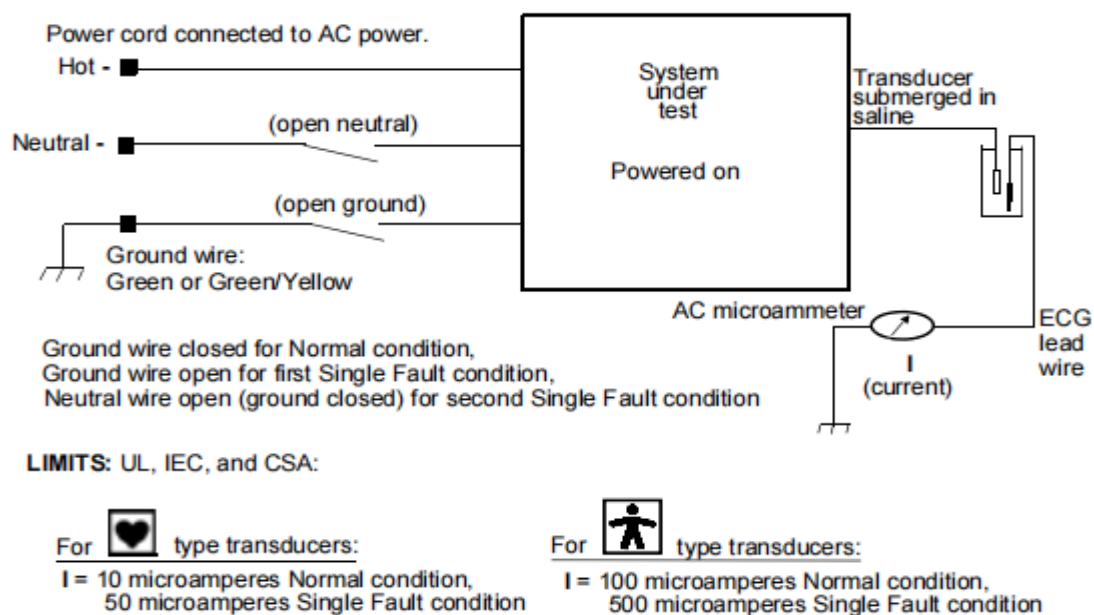 Power cord connected to AC power.
Hot -
Neutral -
(open neutral)
(open ground)
Ground wire:
Green or Green/Yellow
System
under
test
Powered on
Transducer
submerged in
saline
AC microammeter
I
(current)
ECG
lead
wire
Ground wire closed for Normal condition,
Ground wire open for first Single Fault condition,
Neutral wire open (ground closed) for second Single Fault condition
LIMITS: UL, IEC, and CSA:
For type transducers:
I = 10 microamperes Normal condition,
50 microamperes Single Fault condition
For type transducers:
I = 100 microamperes Normal condition,
500 microamperes Single Fault condition